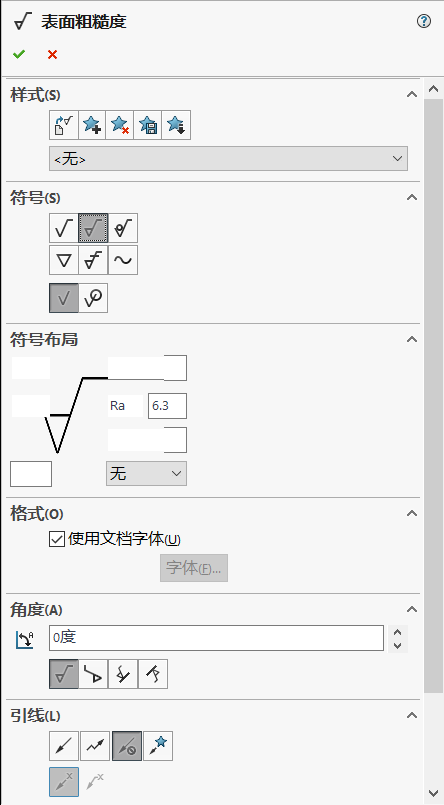 表面粗糙度
样式(S)
<无>
符号(S)
符号布局
Ra 6.3
无
格式(O)
使用文档字体(U)
字体(F)...
角度(A)
0度
引线(L)